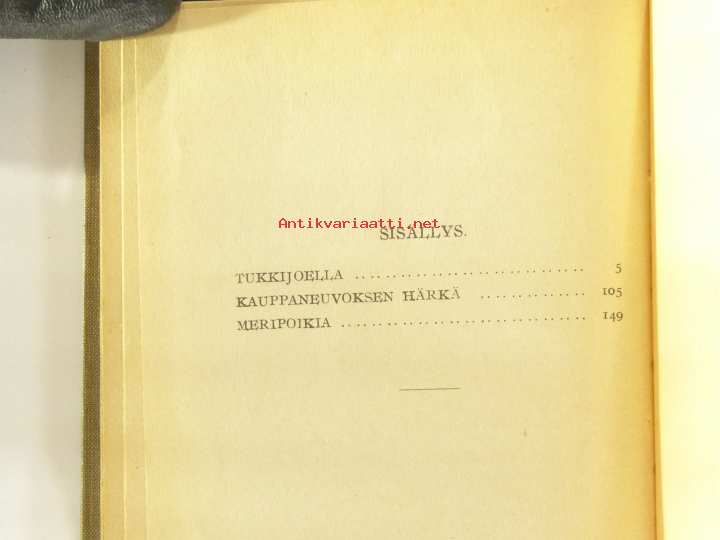 Antikvariaatti.net
SISÄLLYS.
TUKKIJOELLA .............................. 5
KAUPPANEUVOKSEN HÄRKÄ .............. 105
MERIPOIKIA ................................ 149